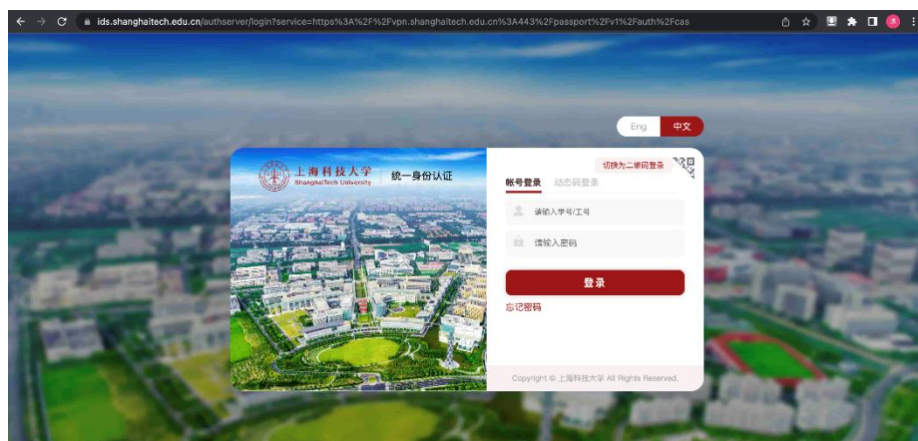 ids.shanghaitech.edu.cn/authserver/login?service=https%3A%2F%2Fvpn.shanghaitech.edu.cn%3A443%2Fpassport%2Fv1%2Fauth%2Fcas
Eng 中文
上海科技大学
ShanghaiTech University
统一身份认证
切换为二维码登录
帐号登录 动态码登录
请输入学号/工号
请输入密码
登录
忘记密码
Copyright © 上海科技大学 All Rights Reserved.